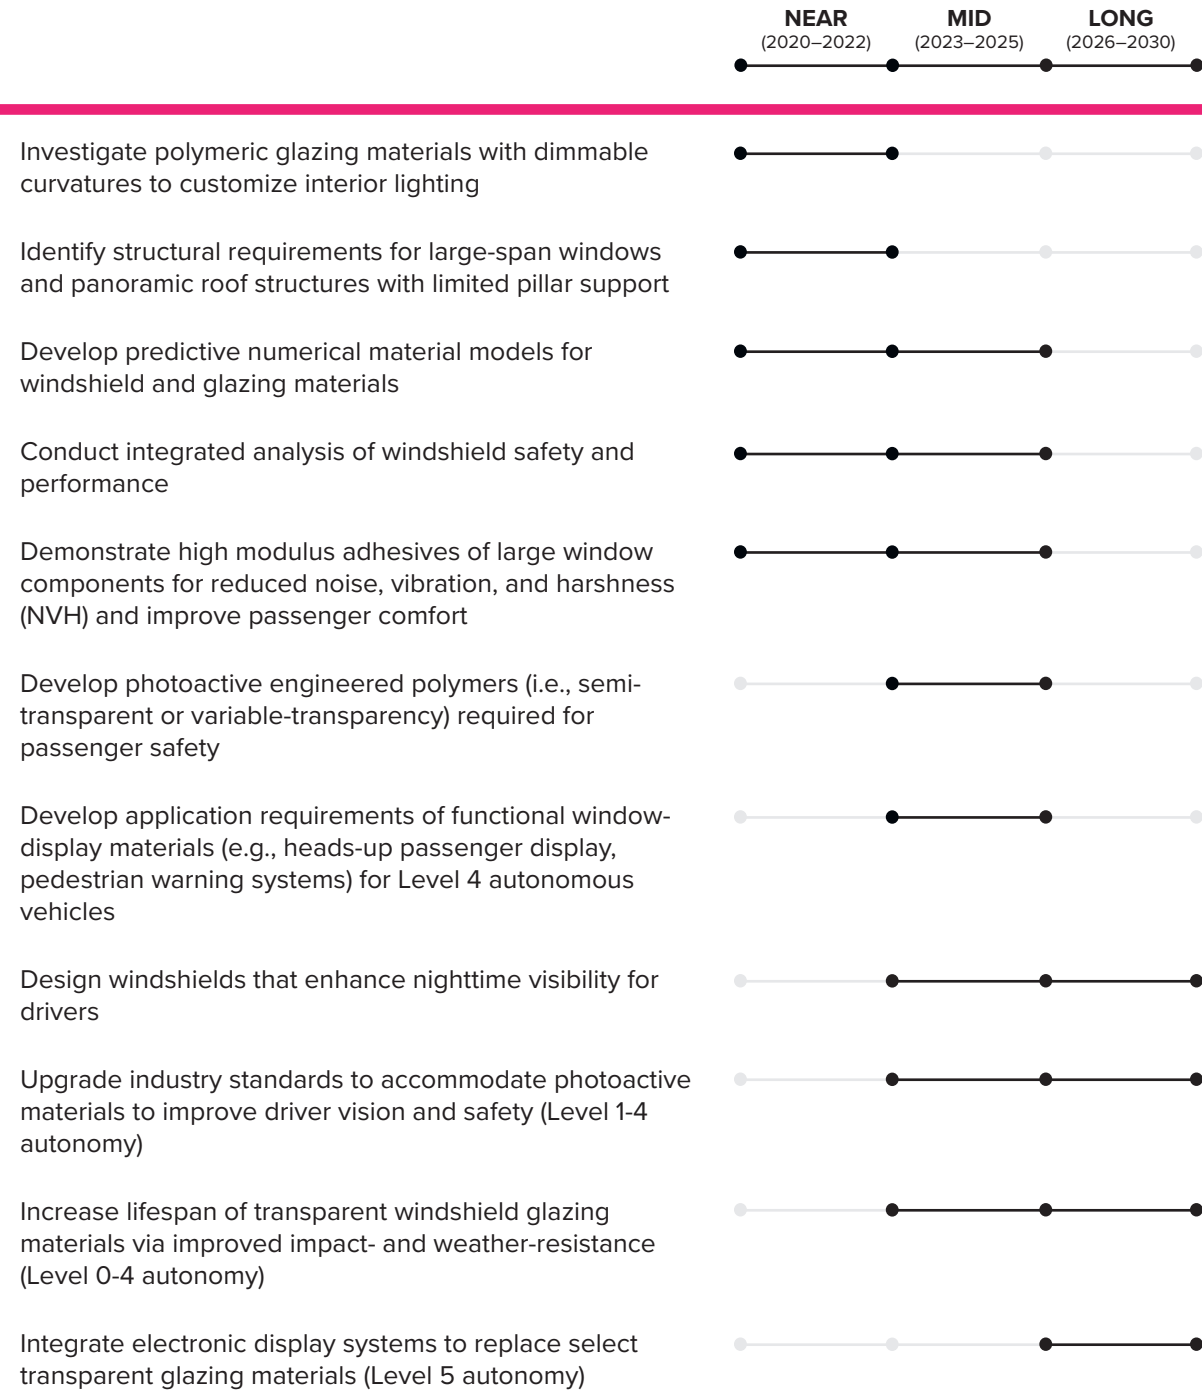 NEAR MID LONG
(2020–2022) (2023–2025) (2026–2030)
Investigate polymeric glazing materials with dimmable
curvatures to customize interior lighting
Identify structural requirements for large-span windows
and panoramic roof structures with limited pillar support
Develop predictive numerical material models for
windshield and glazing materials
Conduct integrated analysis of windshield safety and
performance
Demonstrate high modulus adhesives of large window
components for reduced noise, vibration, and harshness
(NVH) and improve passenger comfort
Develop photoactive engineered polymers (i.e., semi-
transparent or variable-transparency) required for
passenger safety
Develop application requirements of functional window-
display materials (e.g., heads-up passenger display,
pedestrian warning systems) for Level 4 autonomous
vehicles
Design windshields that enhance nighttime visibility for
drivers
Upgrade industry standards to accommodate photoactive
materials to improve driver vision and safety (Level 1-4
autonomy)
Increase lifespan of transparent windshield glazing
materials via improved impact- and weather-resistance
(Level 0-4 autonomy)
Integrate electronic display systems to replace select
transparent glazing materials (Level 5 autonomy)